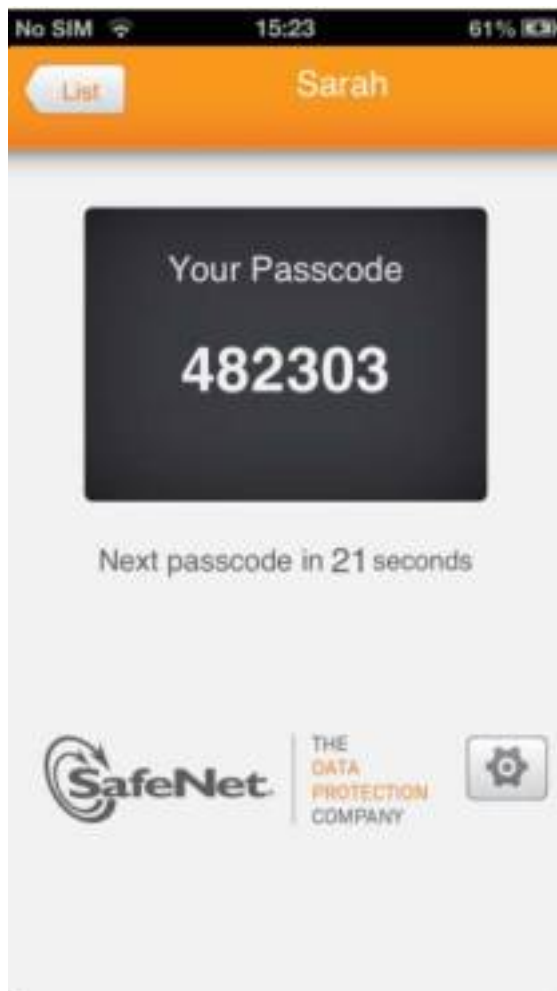 No SIM 15:23 61%
List Sarah
Your Passcode
482303
Next passcode in 21 seconds
SafeNet
THE
DATA
PROTECTION
COMPANY